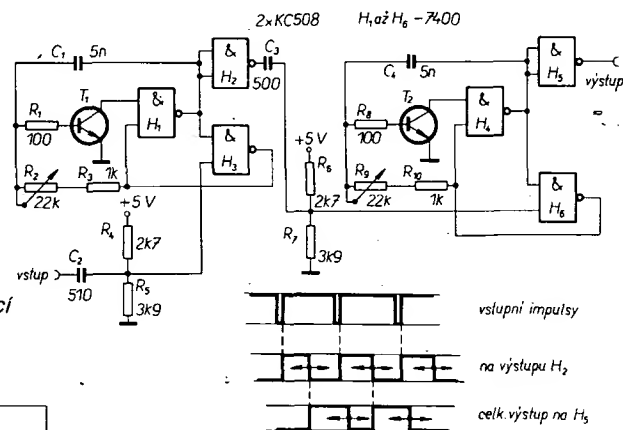 2×KC508
H₁ až H₆ – 7400
C₁
5n
&
H₂
C₃
500
T₁
&
H₁
R₁
100
&
H₃
R₂
22k
R₃
1k
+5 V
R₄
2k7
vstup
C₂
510
R₅
3k9
C₄
5n
&
H₅
výstup
T₂
&
H₄
R₈
100
R₉
22k
R₁₀
1k
&
H₆
+5 V
R₆
2k7
R₇
3k9
cí
vstupní impulsy
na výstupu H₂
celk. výstup na H₅